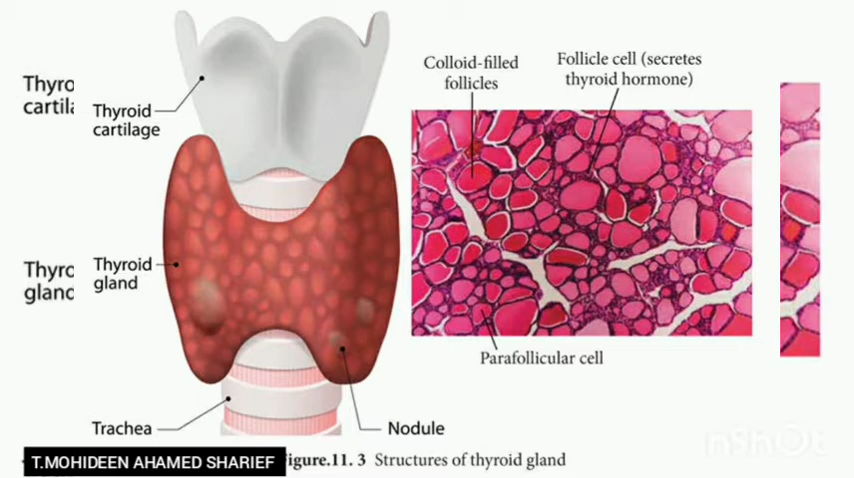 Thyro
cartila
Thyroid
cartilage
Colloid-filled
follicles
Follicle cell (secretes
thyroid hormone)
Thyro
gland
Thyroid
gland
Parafollicular cell
Trachea
Nodule
T.MOHIDEEN AHAMED SHARIEF
igure.11. 3 Structures of thyroid gland
InShOt